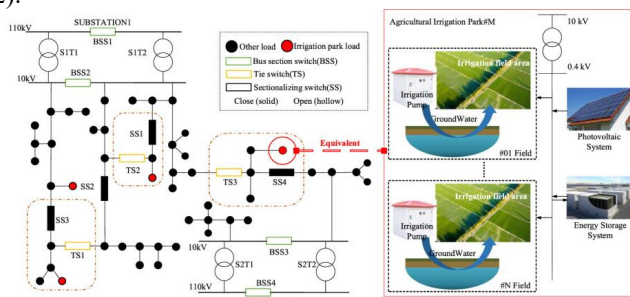 2).
SUBSTATION1
110kV
BSS1
S1T1
S1T2
10kV
BSS2
Other load
Irrigation park load
Bus section switch(BSS)
Tie switch(TS)
Sectionalizing switch(SS)
Close (solid)
Open (hollow)
SS1
TS2
SS2
SS3
TS1
TS3
SS4
Equivalent
10kV
BSS3
S2T1
S2T2
110kV
BSS4
Agricultural Irrigation Park#M
10 kV
0.4 kV
Irrigation field area
Irrigation
Pump
GroundWater
#01 Field
Photovoltaic
System
Irrigation field area
Irrigation
Pump
GroundWater
#N Field
Energy Storage
System